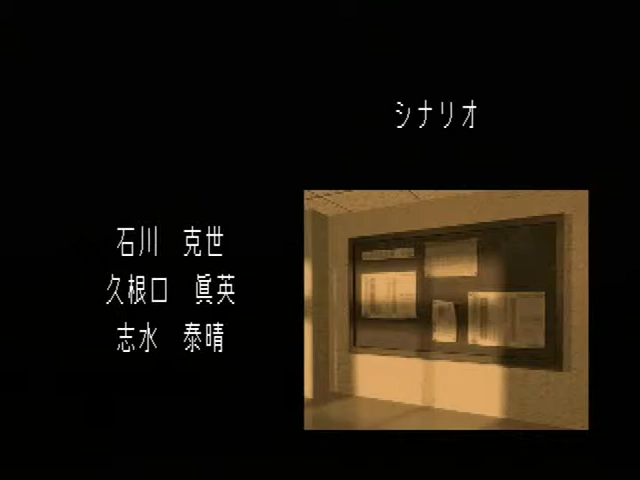 シナリオ
石川　克世
久根口　眞英
志水　泰晴